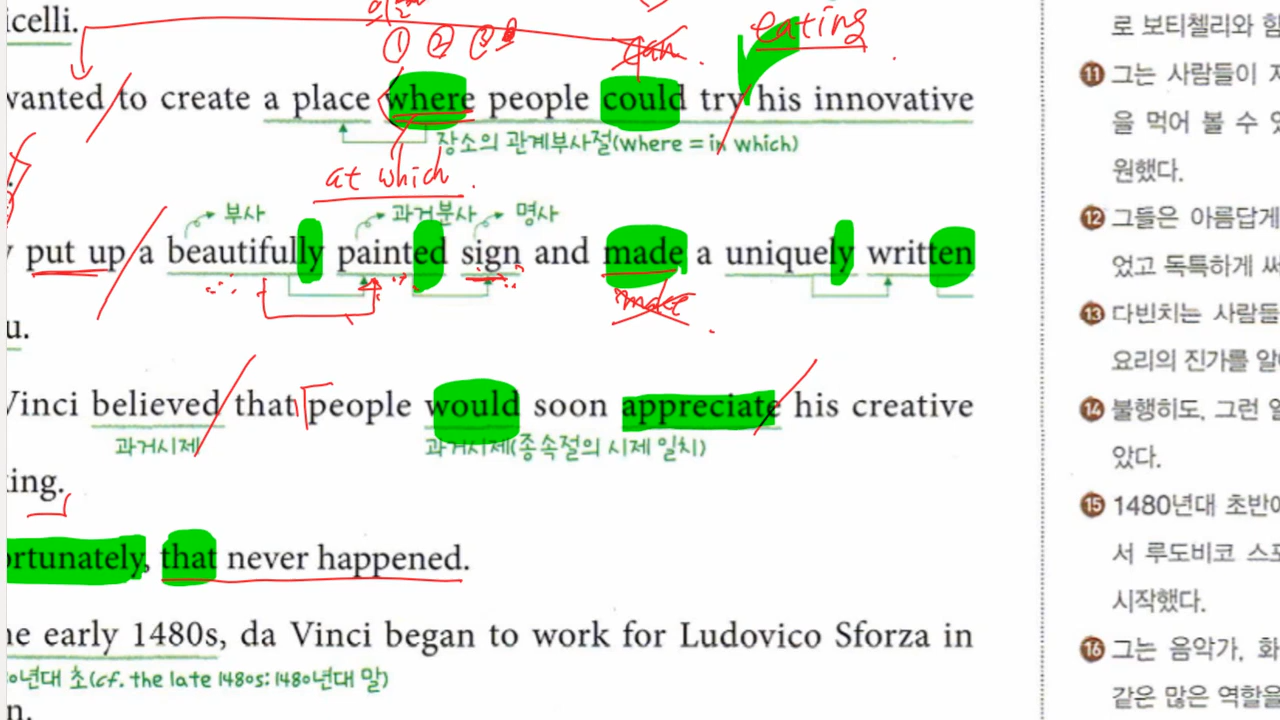 icelli.
① ② ③
can.
eating
wanted to create a place where people could try his innovative
장소의 관계부사절(where = in which)
at which.
부사 과거분사 명사
put up a beautifully painted sign and made a uniquely written
make.
u.
Vinci believed that people would soon appreciate his creative
과거시제 과거시제(종속절의 시제 일치)
king.
ortunately, that never happened.
he early 1480s, da Vinci began to work for Ludovico Sforza in
년대 초(cf. the late 1480s: 1480년대 말)
n.
로 보티첼리와 함
⑪ 그는 사람들이 자
을 먹어 볼 수 있
원했다.
⑫ 그들은 아름답게
었고 독특하게 써
⑬ 다빈치는 사람들
요리의 진가를 알
⑭ 불행히도, 그런 일
았다.
⑮ 1480년대 초반에
서 루도비코 스포
시작했다.
⑯ 그는 음악가, 화
같은 많은 역할을